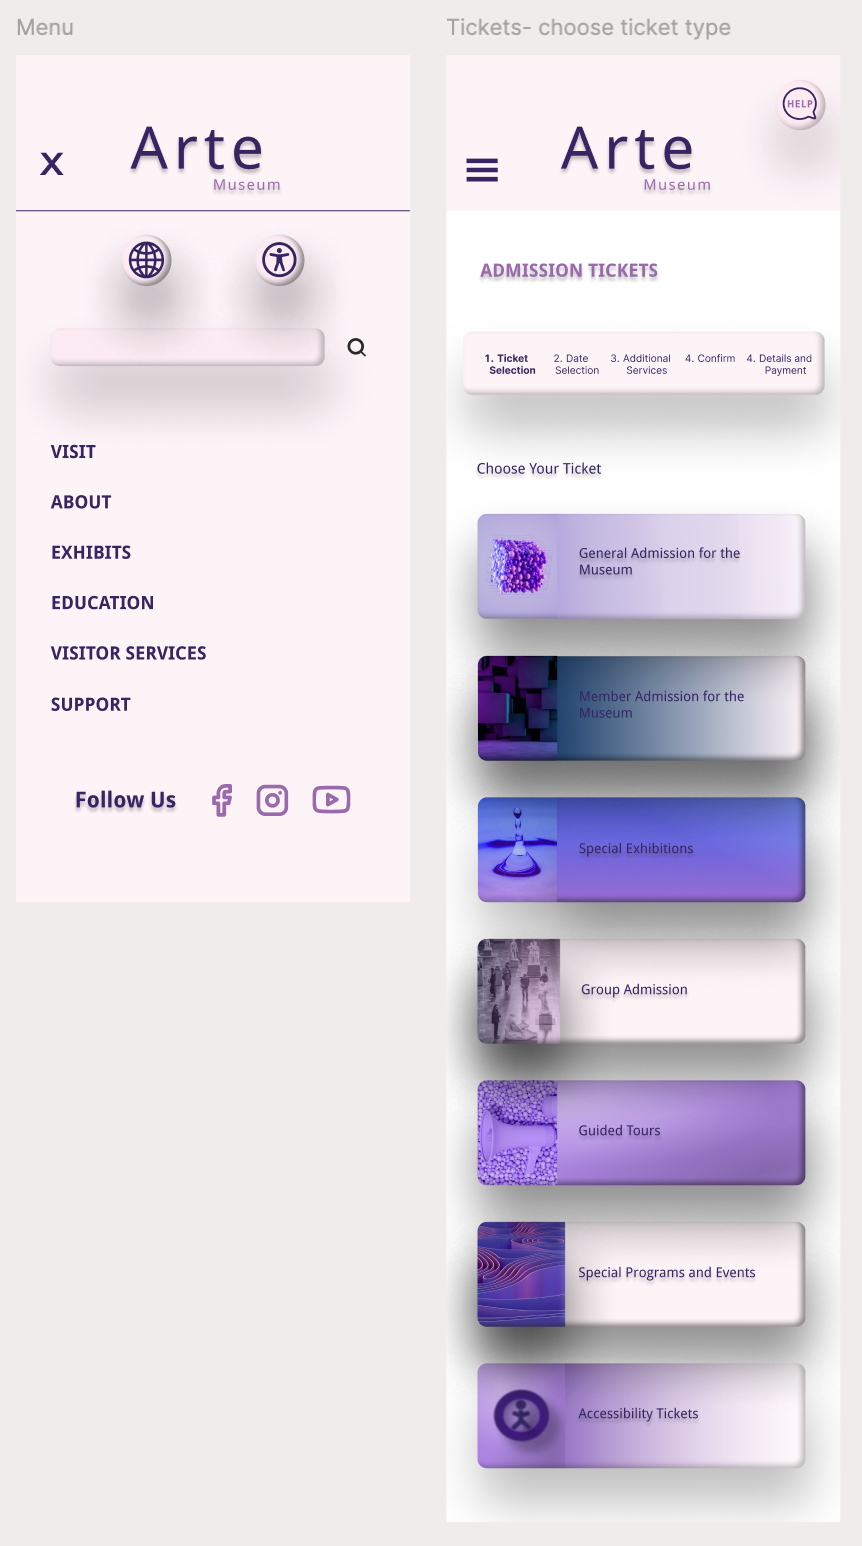 Menu
X
Arte
Museum
VISIT
ABOUT
EXHIBITS
EDUCATION
VISITOR SERVICES
SUPPORT
Follow Us
Tickets- choose ticket type
HELP
Arte
Museum
ADMISSION TICKETS
1. Ticket
Selection
2. Date
Selection
3. Additional
Services
4. Confirm
4. Details and
Payment
Choose Your Ticket
General Admission for the
Museum
Member Admission for the
Museum
Special Exhibitions
Group Admission
Guided Tours
Special Programs and Events
Accessibility Tickets